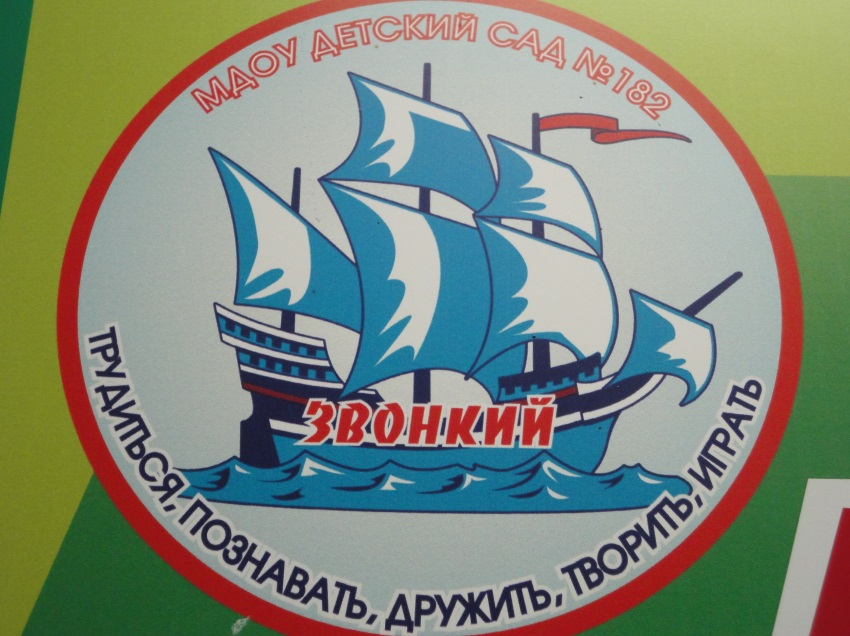 МДОУ ДЕТСКИЙ САД №182
ЗВОНКИЙ
ТРУДИТЬСЯ, ПОЗНАВАТЬ, ДРУЖИТЬ, ТВОРИТЬ, ИГРАТЬ